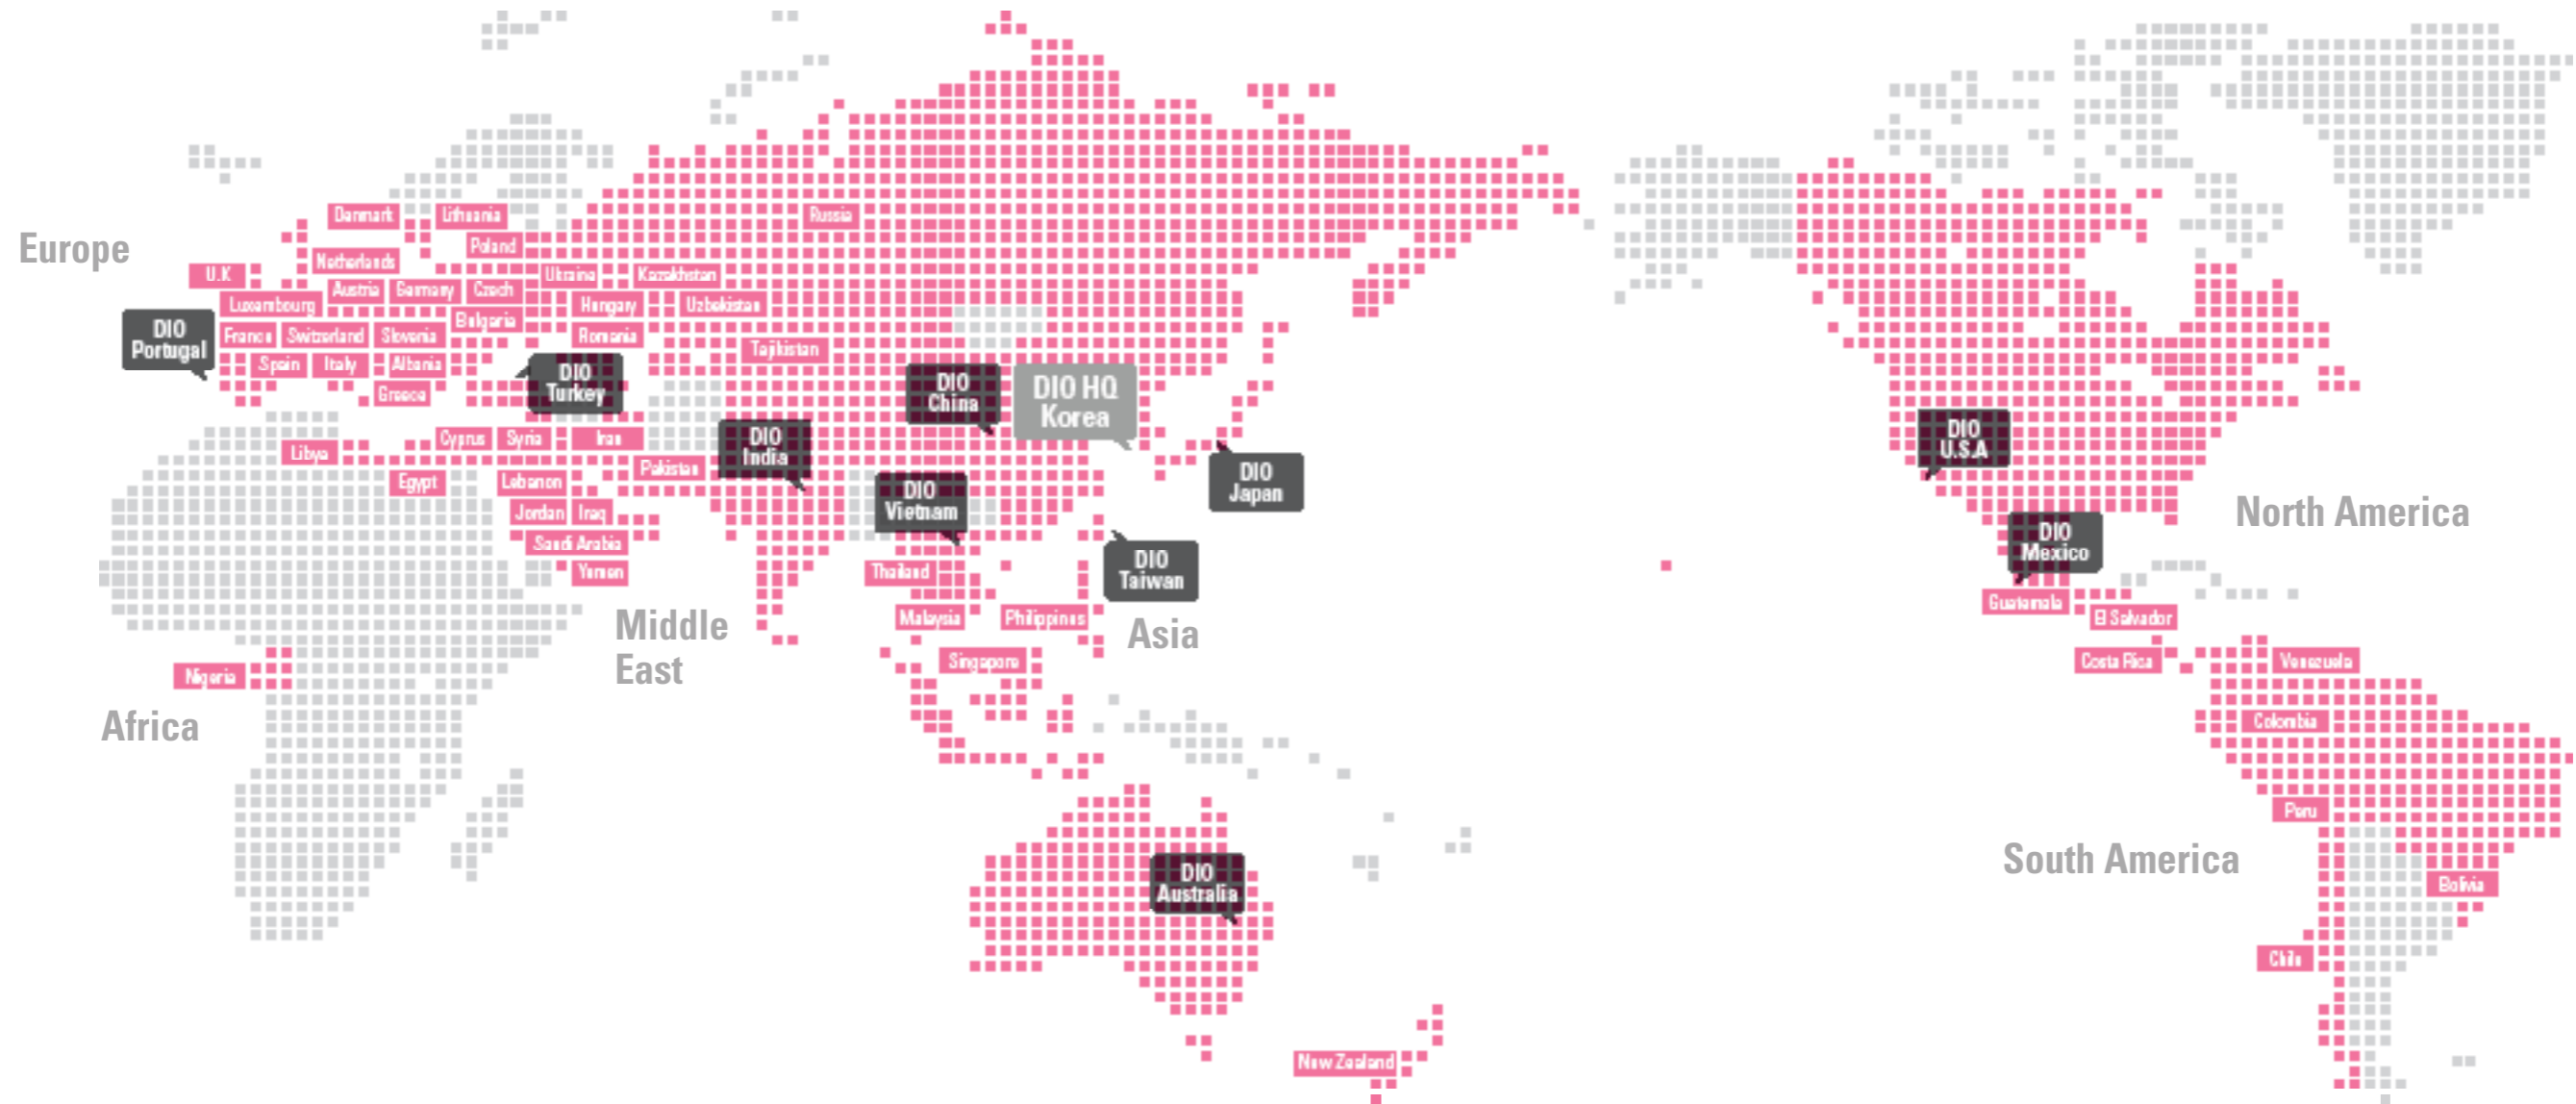 Denmark
Lithuania
Russia
Europe
Poland
Netherlands
U.K
Ukraine
Kazakhstan
Austria
Germany
Czech
Luxembourg
Hungary
Uzbekistan
Bulgaria
DIO
Portugal
France
Switzerland
Slovenia
Romania
Tajikistan
Spain
Italy
Albania
DIO
Turkey
Greece
DIO
China
DIO HQ
Korea
DIO
U.S.A
Cyprus
Syria
Iran
DIO
India
Libya
Pakistan
Egypt
Lebanon
DIO
Vietnam
DIO
Japan
Jordan
Iraq
North America
Saudi Arabia
DIO
Mexico
Yemen
Thailand
DIO
Taiwan
Guatemala
Malaysia
Philippines
El Salvador
Middle
East
Asia
Singapore
Costa Rica
Venezuela
Nigeria
Africa
Colombia
Peru
South America
DIO
Australia
Bolivia
Chile
New Zealand